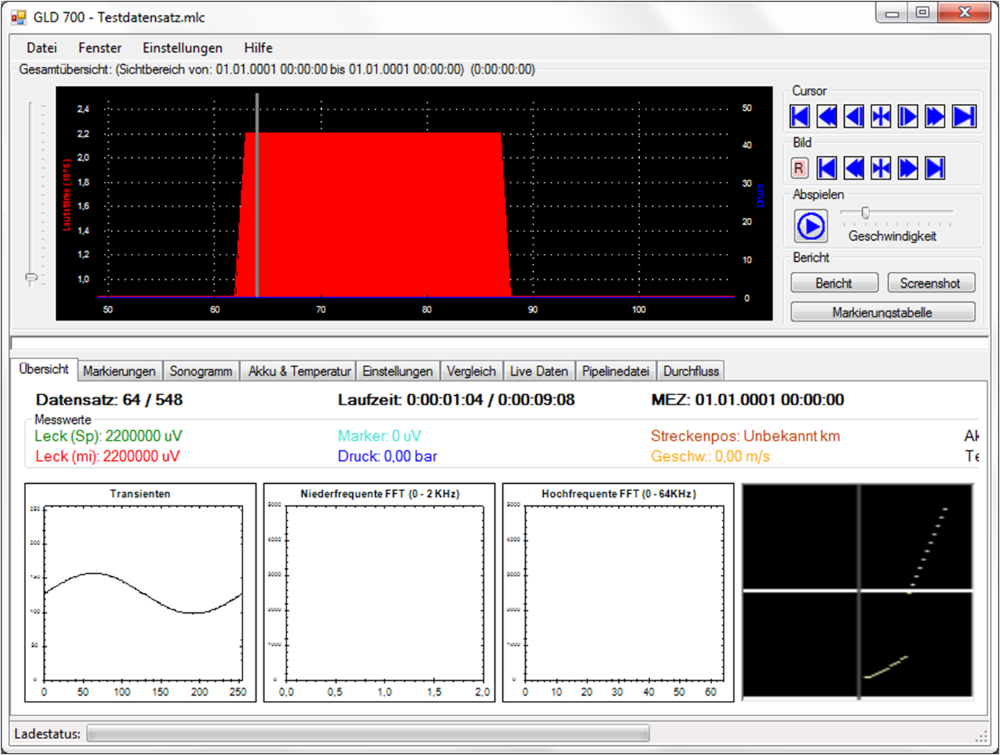 GLD 700 - Testdatensatz.mlc
Datei Fenster Einstellungen Hilfe
Gesamtübersicht: (Sichtbereich von: 01.01.0001 00:00:00 bis 01.01.0001 00:00:00) (0:00:00:00)
Lautstärke (10^6)
2,4
2,2
2,0
1,8
1,6
1,4
1,2
1,0
50 60 70 80 90 100
50
40
30
20
10
0
Druck
Cursor
Bild
R
Abspielen
Geschwindigkeit
Bericht
Bericht Screenshot
Markierungstabelle
Übersicht Markierungen Sonogramm Akku & Temperatur Einstellungen Vergleich Live Daten Pipelinedatei Durchfluss
Datensatz: 64 / 548 Laufzeit: 0:00:01:04 / 0:00:09:08 MEZ: 01.01.0001 00:00:00
Messwerte
Leck (Sp): 2200000 uV Marker: 0 uV Streckenpos: Unbekannt km
Leck (mi): 2200000 uV Druck: 0,00 bar Geschw.: 0,00 m/s Te
Transienten
250
200
150
100
50
0
0 50 100 150 200 250
Niederfrequente FFT (0 - 2 KHz)
5000
4000
3000
2000
1000
0
0,0 0,5 1,0 1,5 2,0
Hochfrequente FFT (0 - 64KHz)
5000
4000
3000
2000
1000
0
0 10 20 30 40 50 60
Ladestatus: